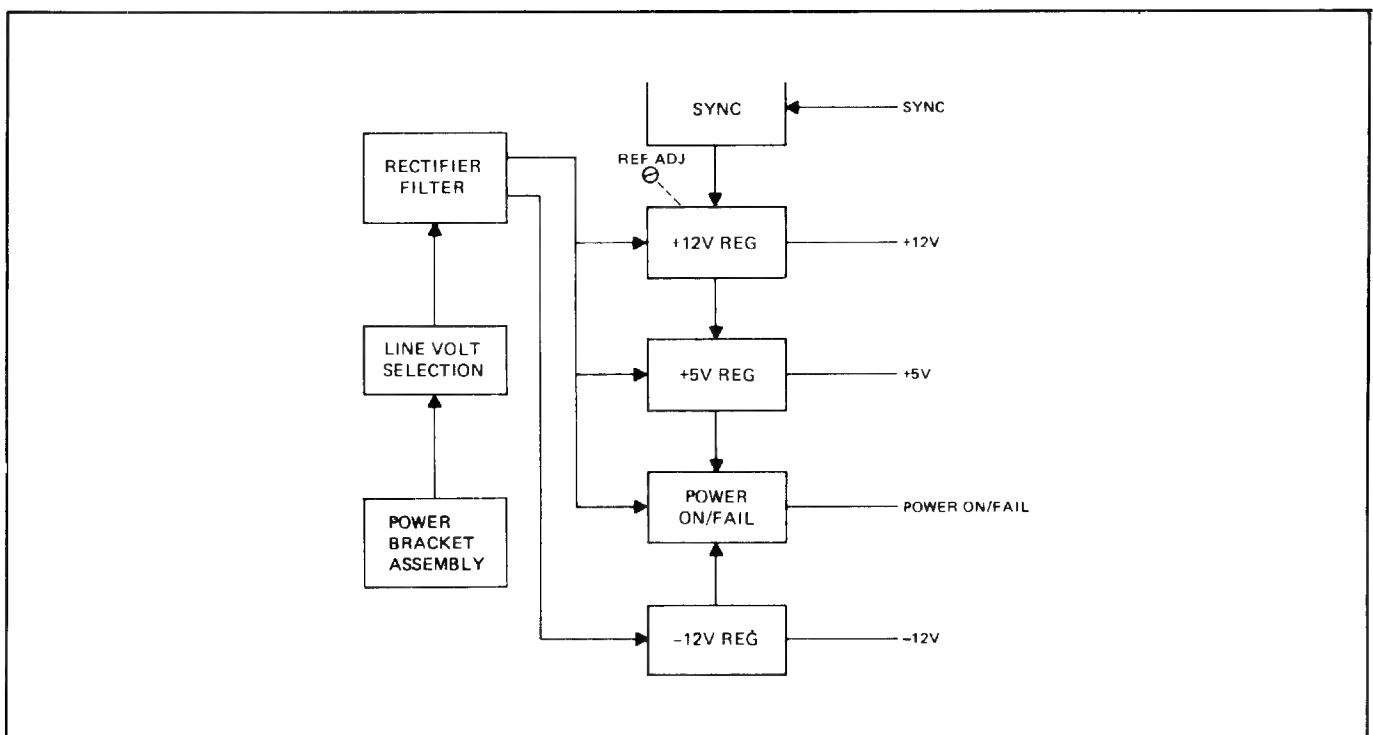 SYNC
SYNC
RECTIFIER
FILTER
REF ADJ
+12V REG
+12V
LINE VOLT
SELECTION
+5V REG
+5V
POWER
ON/FAIL
POWER ON/FAIL
POWER
BRACKET
ASSEMBLY
–12V REG
–12V